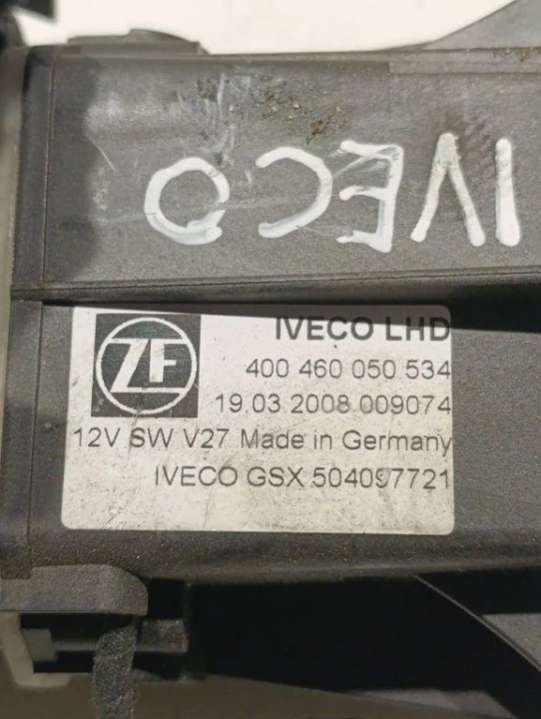 IVECO
ZF
IVECO LHD
400 460 050 534
19.03.2008 009074
12V SW V27 Made in Germany
IVECO GSX 504097721